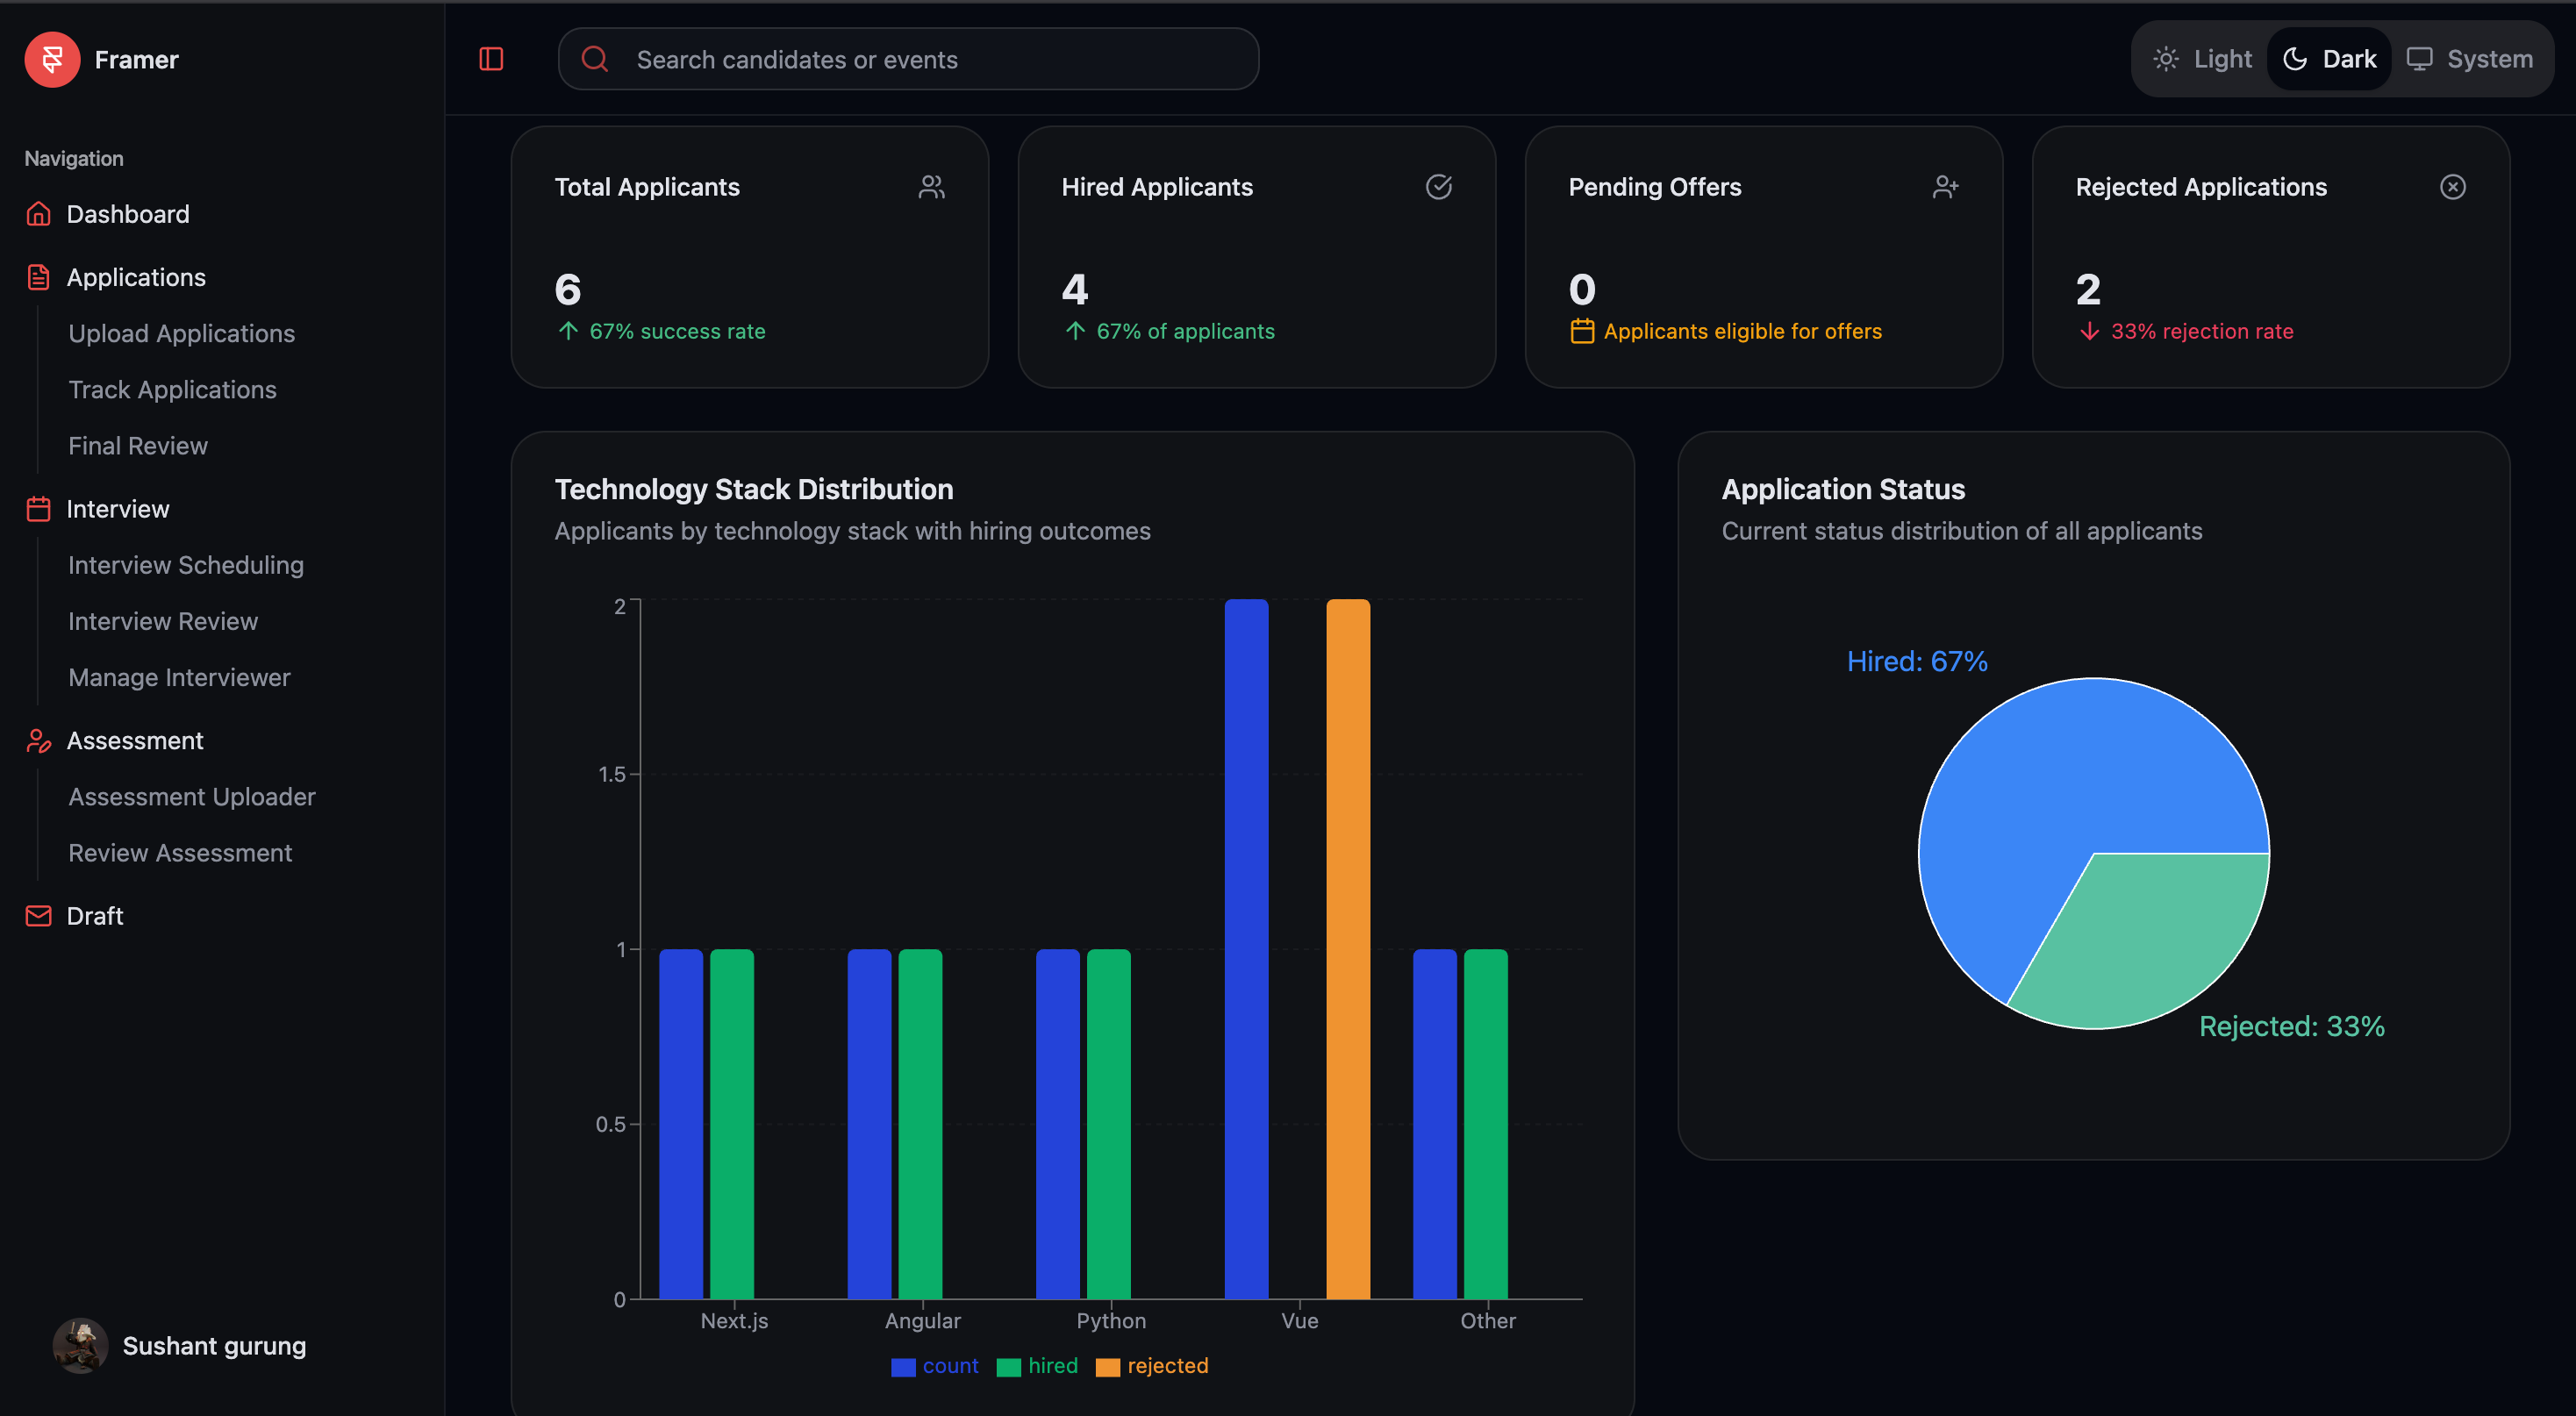 Framer
Search candidates or events
Light
Dark
System
Navigation
Dashboard
Applications
Upload Applications
Track Applications
Final Review
Interview
Interview Scheduling
Interview Review
Manage Interviewer
Assessment
Assessment Uploader
Review Assessment
Draft
Sushant gurung
Total Applicants
6
67% success rate
Hired Applicants
4
67% of applicants
Pending Offers
0
Applicants eligible for offers
Rejected Applications
2
33% rejection rate
Technology Stack Distribution
Applicants by technology stack with hiring outcomes
2
1.5
1
0.5
0
Next.js
Angular
Python
Vue
Other
count
hired
rejected
Application Status
Current status distribution of all applicants
Hired: 67%
Rejected: 33%